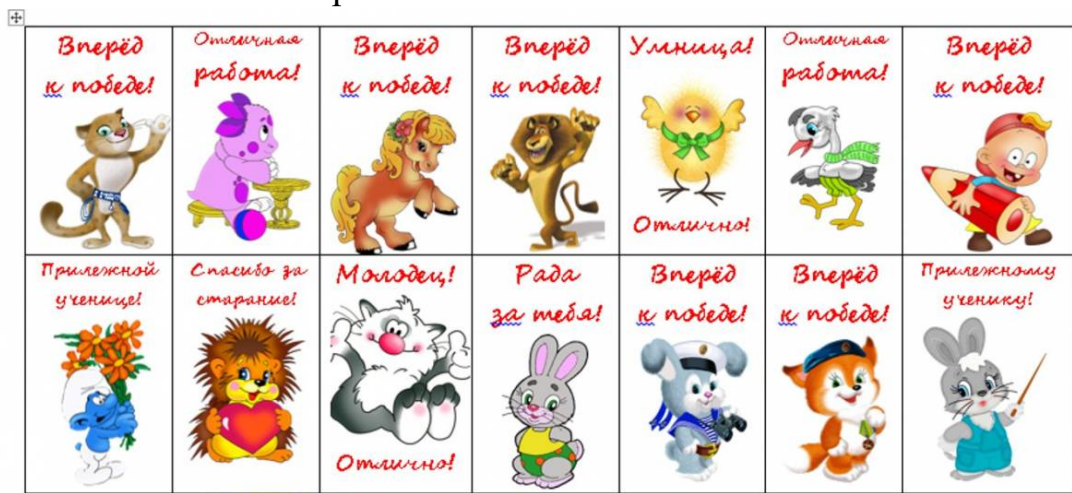 Вперёд
к победе!
Отличная
работа!
Вперёд
к победе!
Вперёд
к победе!
Умница!
Отлично!
Отличная
работа!
Вперёд
к победе!
Прилежной
ученице!
Спасибо за
старание!
Молодец!
Отлично!
Рада
за тебя!
Вперёд
к победе!
Вперёд
к победе!
Прилежному
ученику!